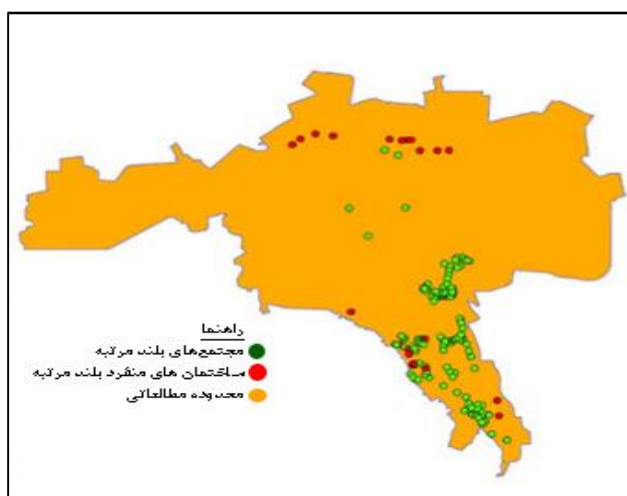 راهنما
مجتمع‌های بلند مرتبه
ساختمان های منفرد بلند مرتبه
محدوده مطالعاتی